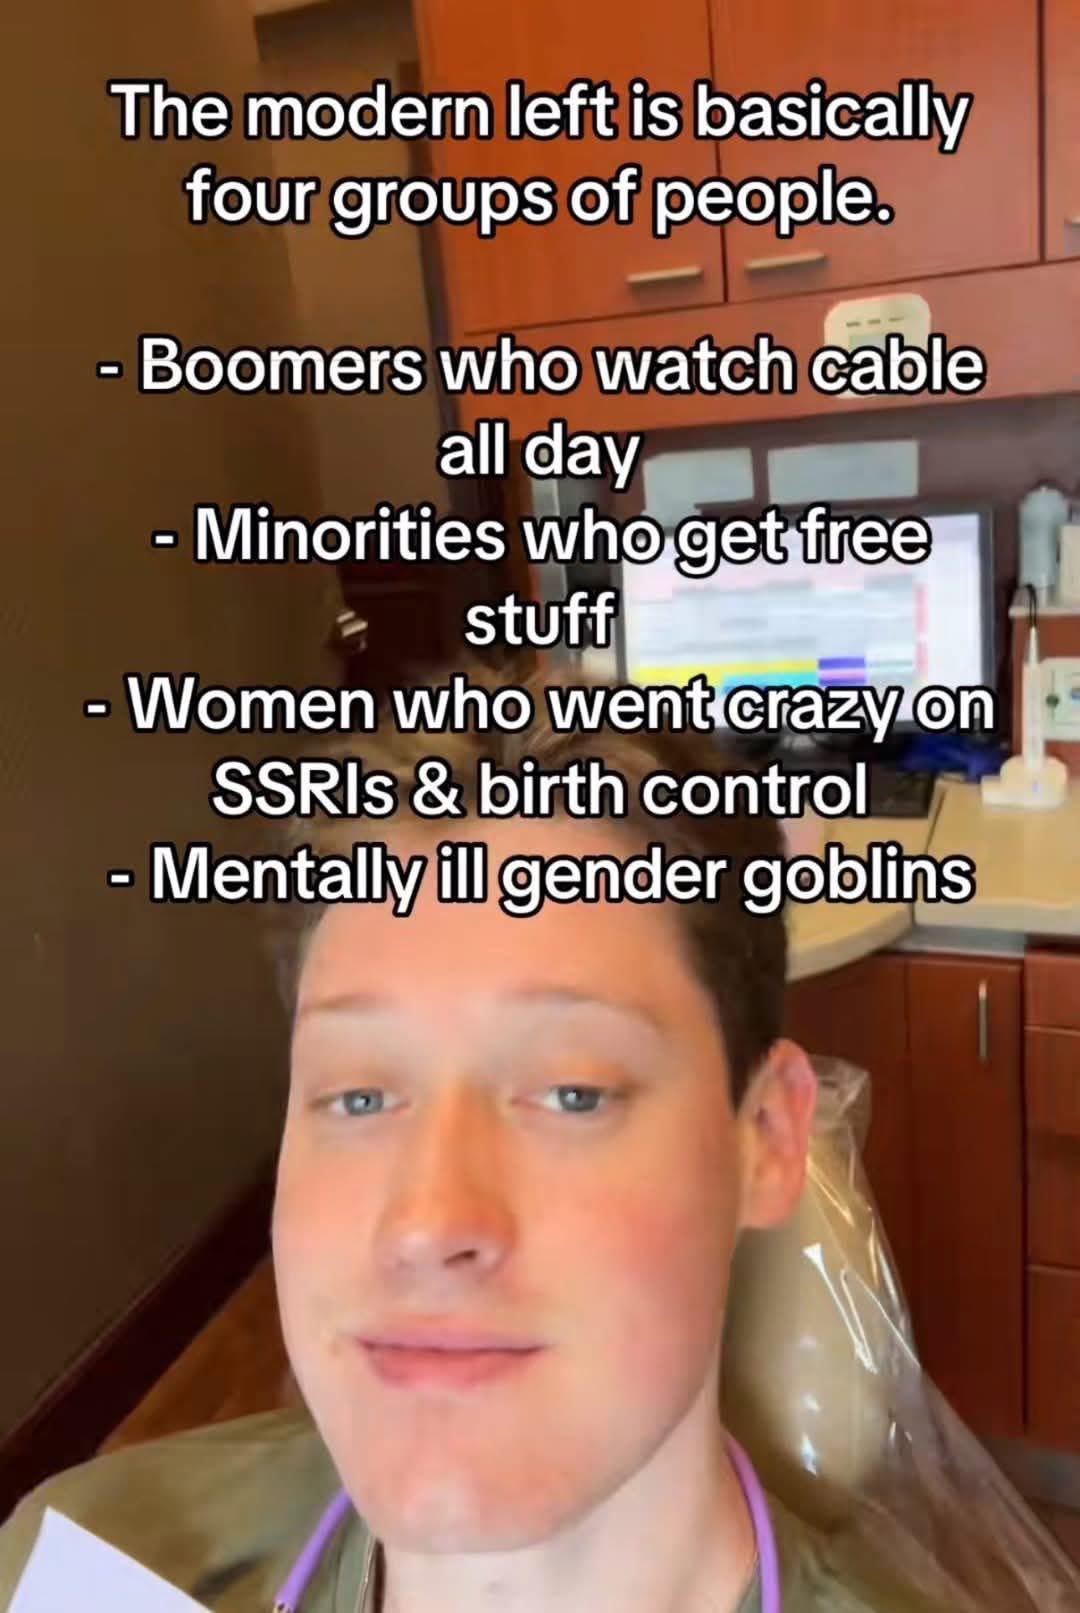 The modern left is basically
four groups of people.
- Boomers who watch cable
all day
- Minorities who get free
stuff
- Women who went crazy on
SSRIs & birth control
- Mentally ill gender goblins